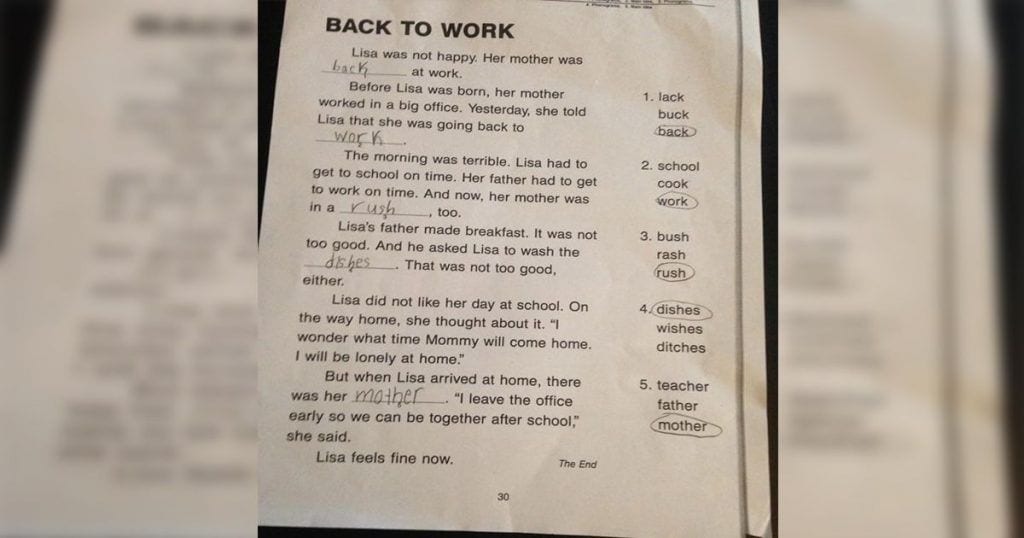 BACK TO WORK
Lisa was not happy. Her mother was
back at work.
Before Lisa was born, her mother
worked in a big office. Yesterday, she told
Lisa that she was going back to
work.
The morning was terrible. Lisa had to
get to school on time. Her father had to get
to work on time. And now, her mother was
in a rush, too.
Lisa's father made breakfast. It was not
too good. And he asked Lisa to wash the
dishes. That was not too good,
either.
Lisa did not like her day at school. On
the way home, she thought about it. "I
wonder what time Mommy will come home.
I will be lonely at home."
But when Lisa arrived at home, there
was her mother. "I leave the office
early so we can be together after school,"
she said.
Lisa feels fine now.
The End
1. lack
buck
back
2. school
cook
work
3. bush
rash
rush
4. dishes
wishes
ditches
5. teacher
father
mother
30